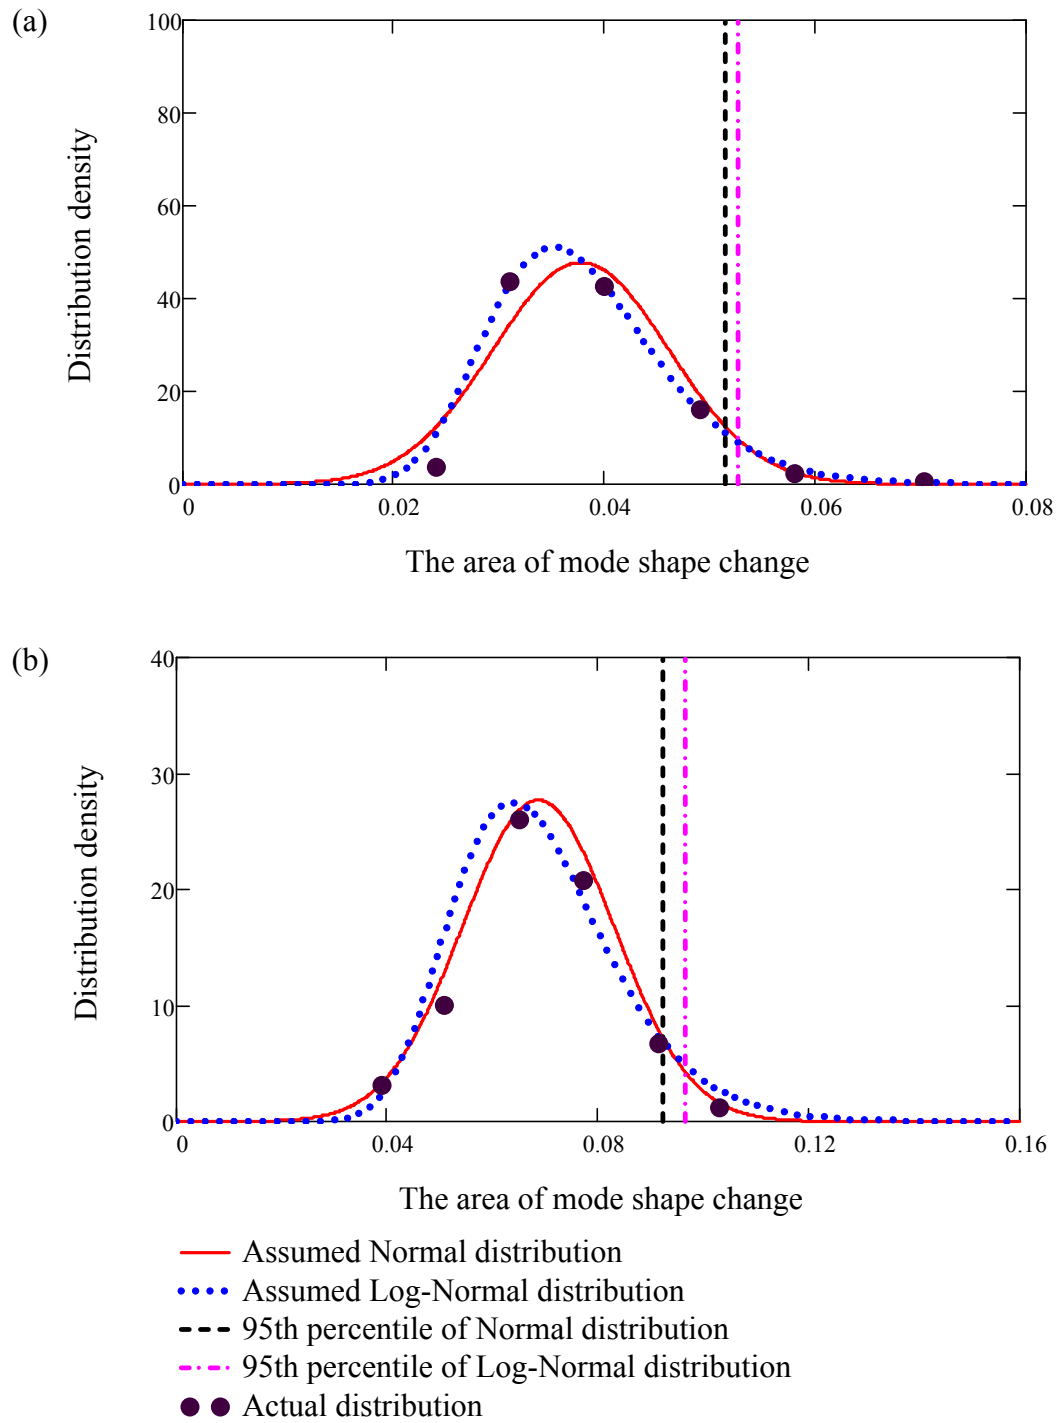 (a)
100
80
60
40
20
0
Distribution density
0 0.02 0.04 0.06 0.08
The area of mode shape change
(b)
40
30
20
10
0
Distribution density
0 0.04 0.08 0.12 0.16
The area of mode shape change
Assumed Normal distribution
Assumed Log-Normal distribution
95th percentile of Normal distribution
95th percentile of Log-Normal distribution
Actual distribution